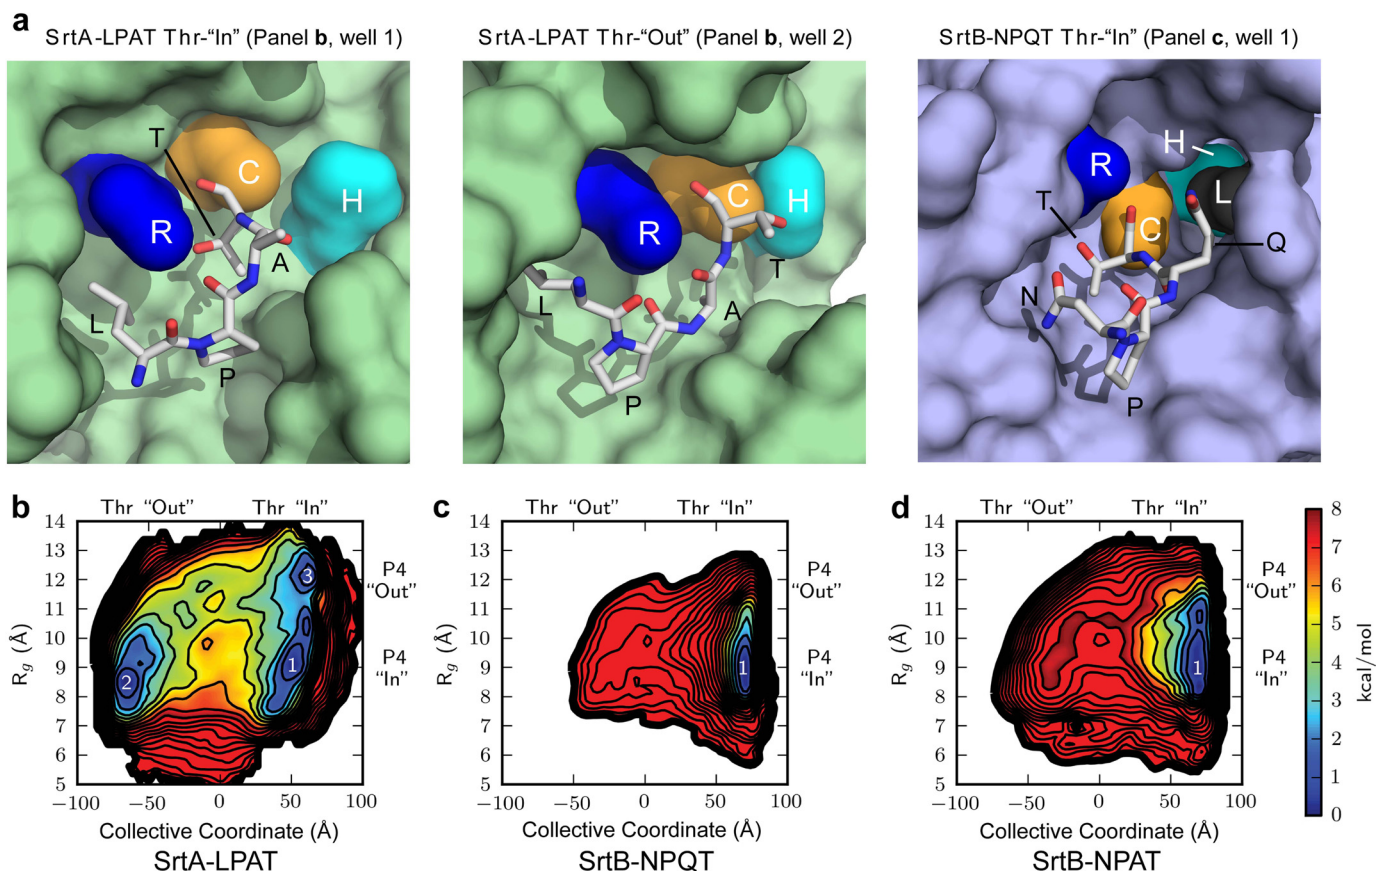 a
SrtA-LPAT Thr-“In” (Panel b, well 1)
SrtA-LPAT Thr-“Out” (Panel b, well 2)
SrtB-NPQT Thr-“In” (Panel c, well 1)
T
C
H
R
A
L
P
C
H
R
T
L
A
P
H
R
L
T
C
Q
N
P
b
Thr “Out”
Thr “In”
14
13
12
11
10
9
8
7
6
5
Rg (Å)
3
1
2
P4
“Out”
P4
“In”
−100
−50
0
50
100
Collective Coordinate (Å)
SrtA-LPAT
c
Thr “Out”
Thr “In”
14
13
12
11
10
9
8
7
6
5
Rg (Å)
1
P4
“Out”
P4
“In”
−100
−50
0
50
100
Collective Coordinate (Å)
SrtB-NPQT
d
Thr “Out”
Thr “In”
14
13
12
11
10
9
8
7
6
5
Rg (Å)
1
P4
“Out”
P4
“In”
−100
−50
0
50
100
Collective Coordinate (Å)
SrtB-NPAT
8
7
6
5
4
3
2
1
0
kcal/mol